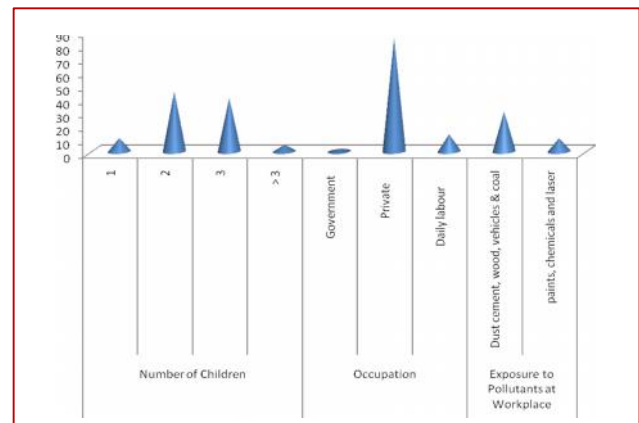 90
80
70
60
50
40
30
20
10
0
1
2
3
>3
Government
Private
Daily labour
Dust cement, wood, vehicles & coal
paints, chemicals and laser
Number of Children
Occupation
Exposure to
Pollutants at
Workplace